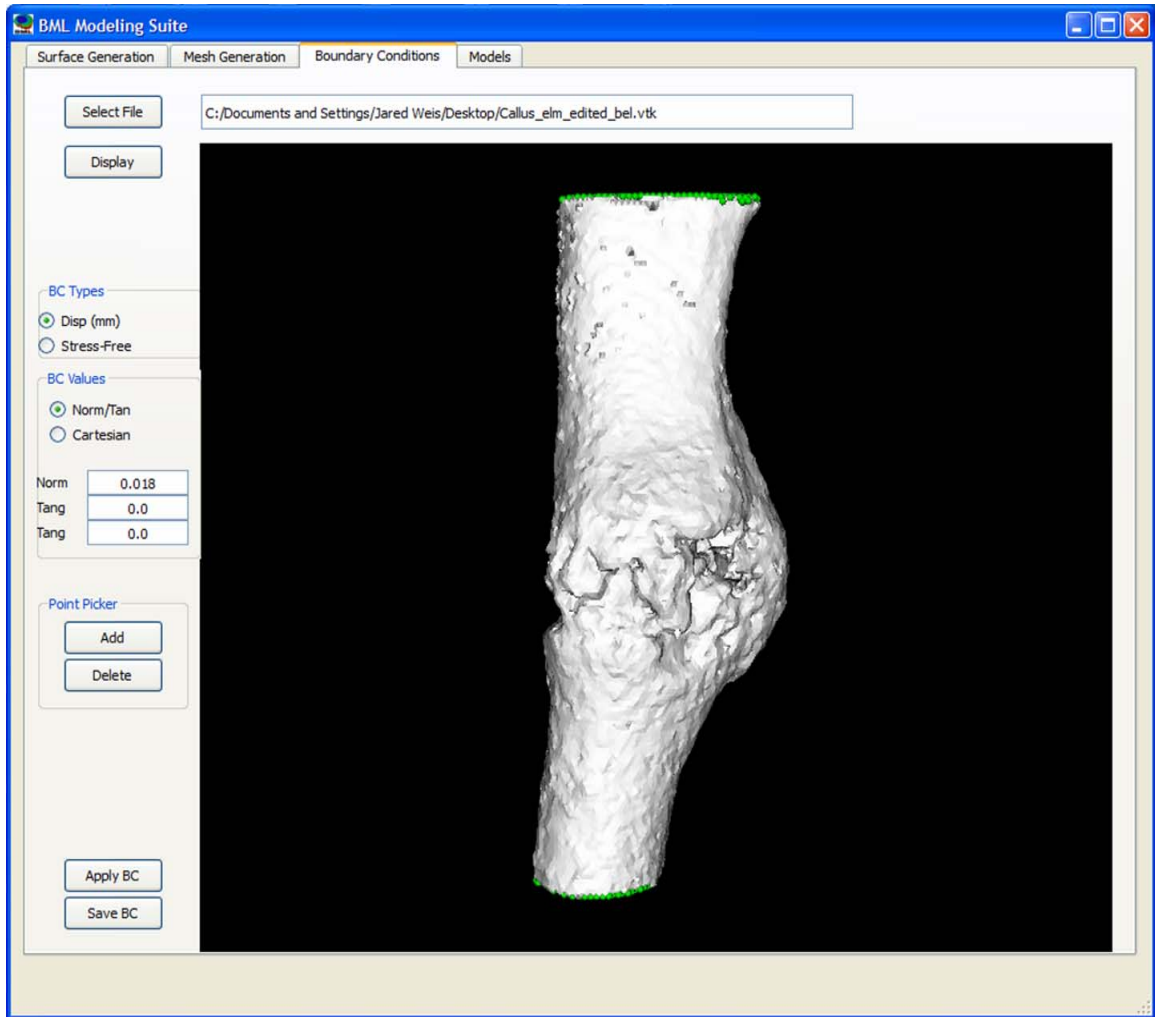 BML Modeling Suite
Surface Generation Mesh Generation Boundary Conditions Models
Select File C:/Documents and Settings/Jared Weis/Desktop/Callus_elm_edited_bel.vtk
Display
BC Types
Disp (mm)
Stress-Free
BC Values
Norm/Tan
Cartesian
Norm 0.018
Tang 0.0
Tang 0.0
Point Picker
Add
Delete
Apply BC
Save BC